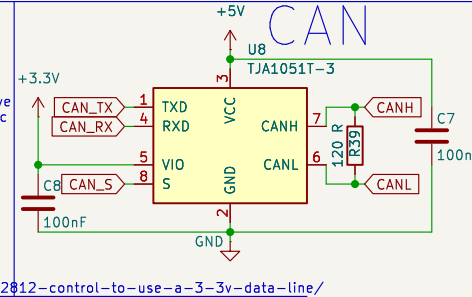 +5V
CAN
U8
TJA1051T-3
+3.3V
3
VCC
CAN_TX
1
TXD
CAN_RX
4
RXD
CANH
7
CANH
120 R
R39
C7
100n
5
VIO
CANL
6
C8
CAN_S
8
S
GND
CANL
2
100nF
GND
2812-control-to-use-a-3-3v-data-line/